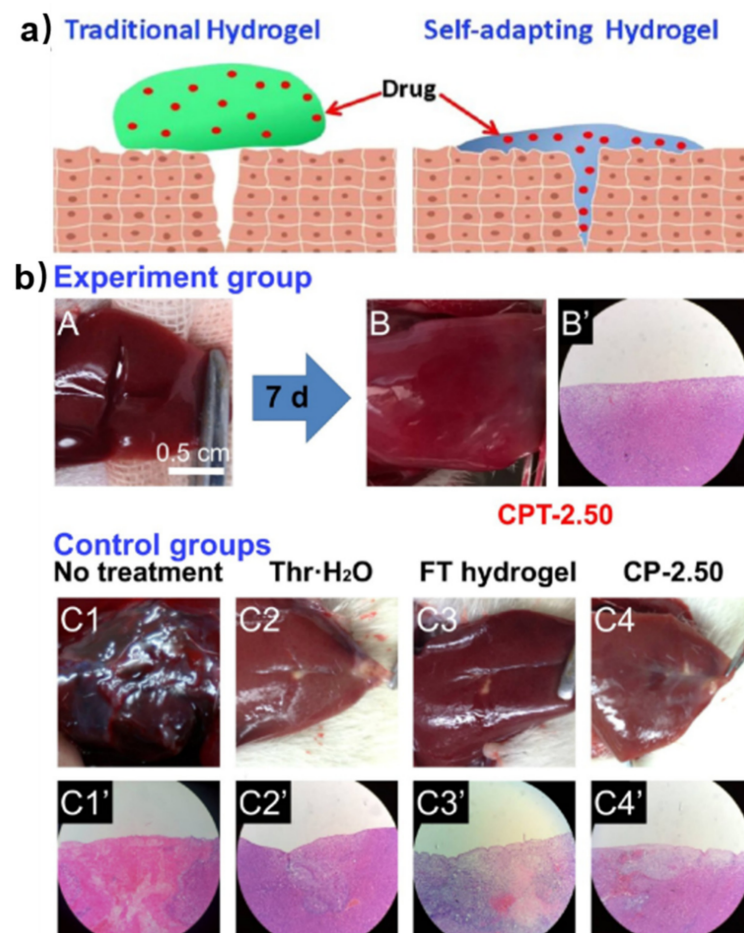 a)
Traditional Hydrogel
Self-adapting Hydrogel
Drug
b) Experiment group
A
0.5 cm
7 d
B
B'
CPT-2.50
Control groups
No treatment
Thr·H₂O
FT hydrogel
CP-2.50
C1
C2
C3
C4
C1'
C2'
C3'
C4'